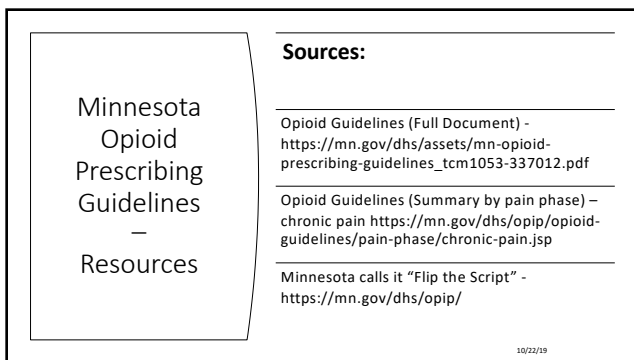 Minnesota
Opioid
Prescribing
Guidelines
–
Resources
Sources:
Opioid Guidelines (Full Document) -
https://mn.gov/dhs/assets/mn-opioid-
prescribing-guidelines_tcm1053-337012.pdf
Opioid Guidelines (Summary by pain phase) –
chronic pain https://mn.gov/dhs/opip/opioid-
guidelines/pain-phase/chronic-pain.jsp
Minnesota calls it “Flip the Script” -
https://mn.gov/dhs/opip/
10/22/19